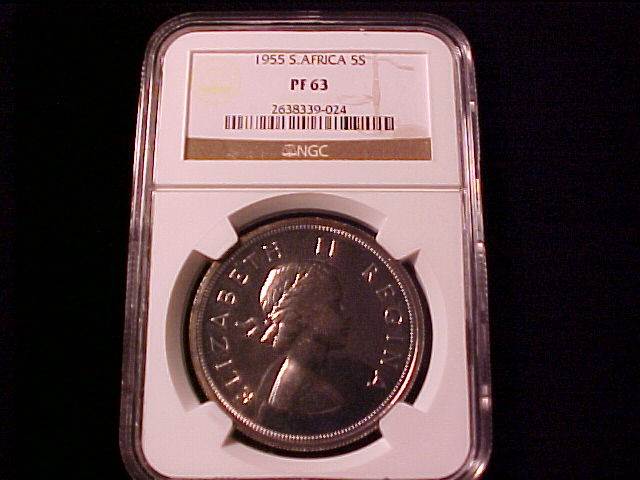 1955 S.AFRICA 5S
PF 63
2638339-024
NGC
ELIZABETH II REGINA